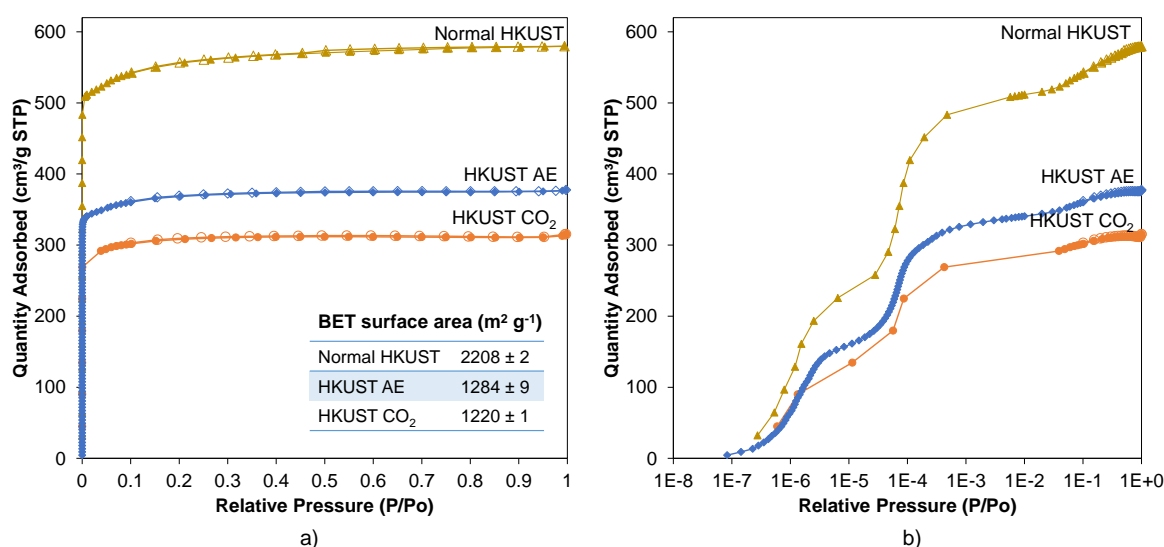 600
500
400
300
200
100
0
Quantity Adsorbed (cm³/g STP)
Normal HKUST
HKUST AE
HKUST CO₂
BET surface area (m² g⁻¹)
Normal HKUST 2208 ± 2
HKUST AE 1284 ± 9
HKUST CO₂ 1220 ± 1
0 0.1 0.2 0.3 0.4 0.5 0.6 0.7 0.8 0.9 1
Relative Pressure (P/Po)
a)
600
500
400
300
200
100
0
Quantity Adsorbed (cm³/g STP)
Normal HKUST
HKUST AE
HKUST CO₂
1E-8 1E-7 1E-6 1E-5 1E-4 1E-3 1E-2 1E-1 1E+0
Relative Pressure (P/Po)
b)